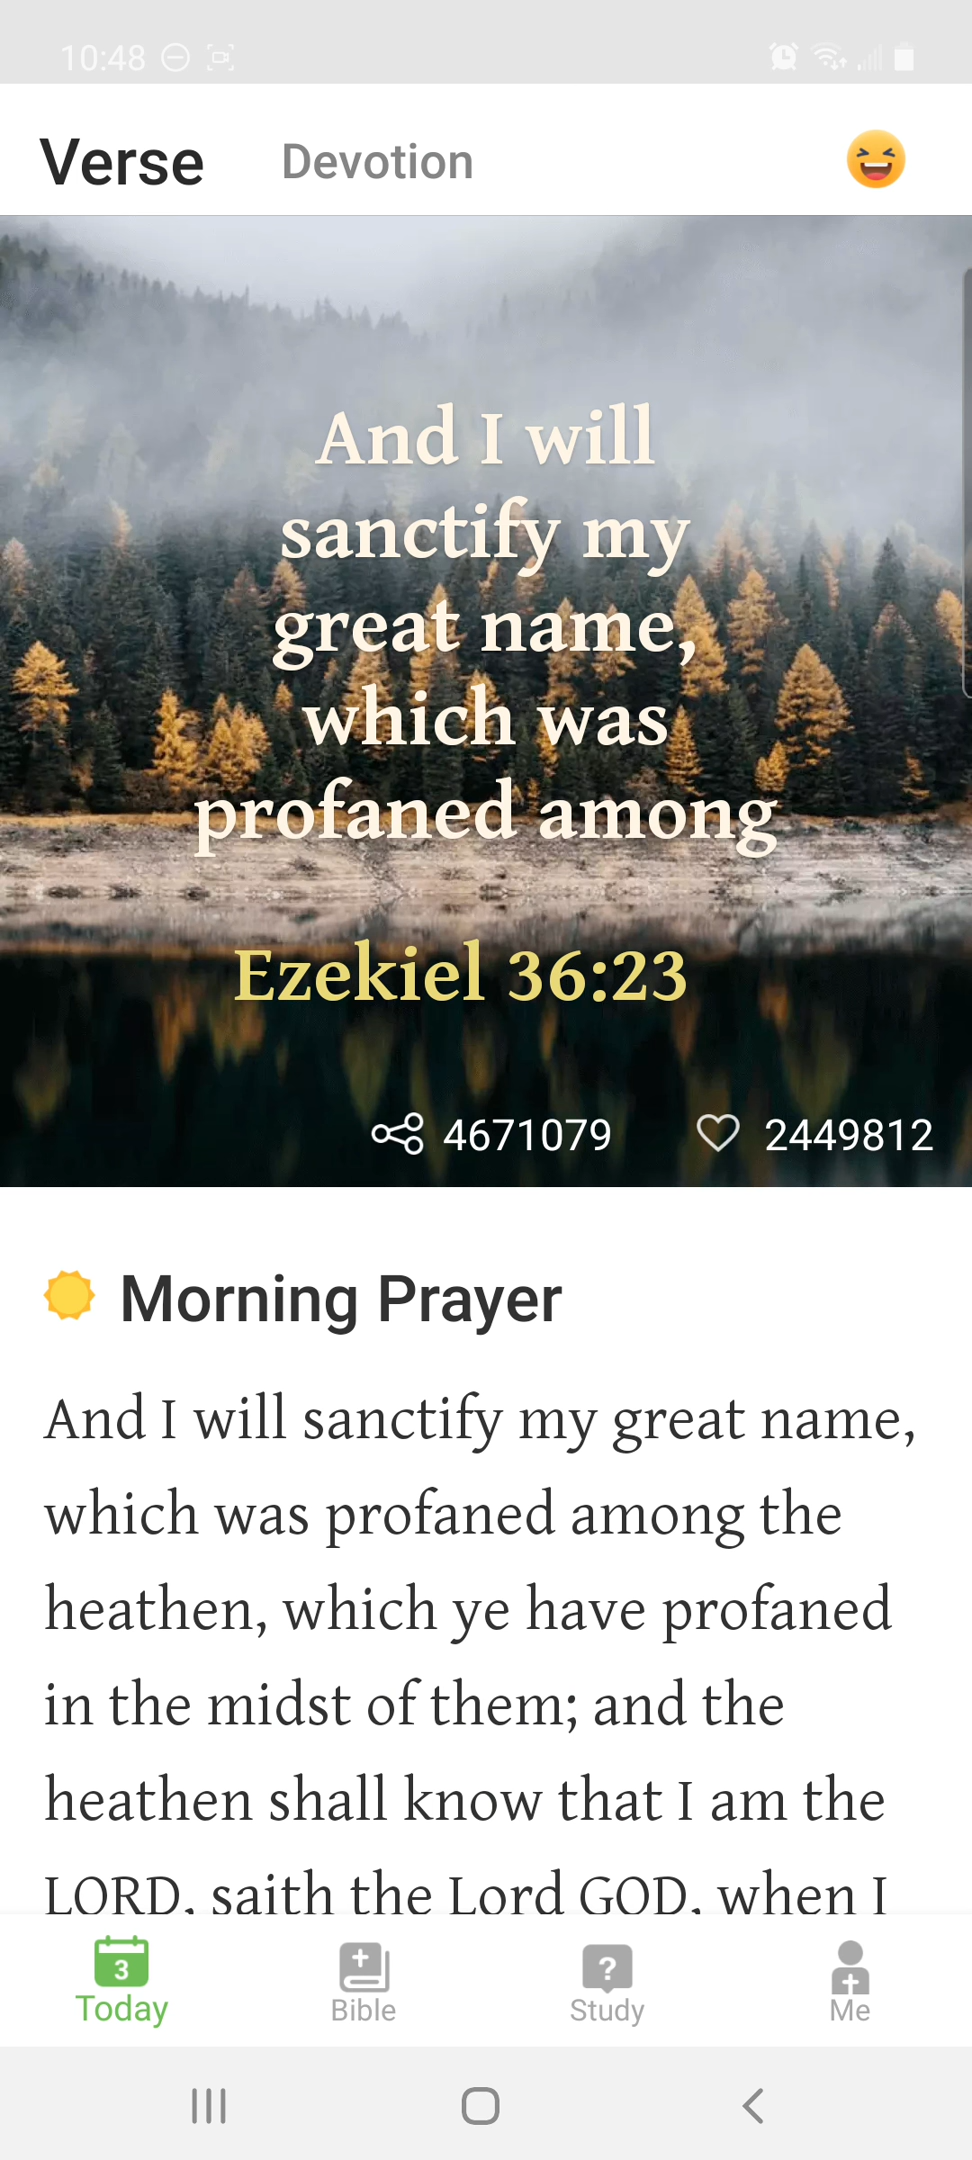 10:48
Verse Devotion
And I will
sanctify my
great name,
which was
profaned among
Ezekiel 36:23
4671079 2449812
Morning Prayer
And I will sanctify my great name,
which was profaned among the
heathen, which ye have profaned
in the midst of them; and the
heathen shall know that I am the
LORD, saith the Lord GOD, when I
3
?
Today Bible Study Me